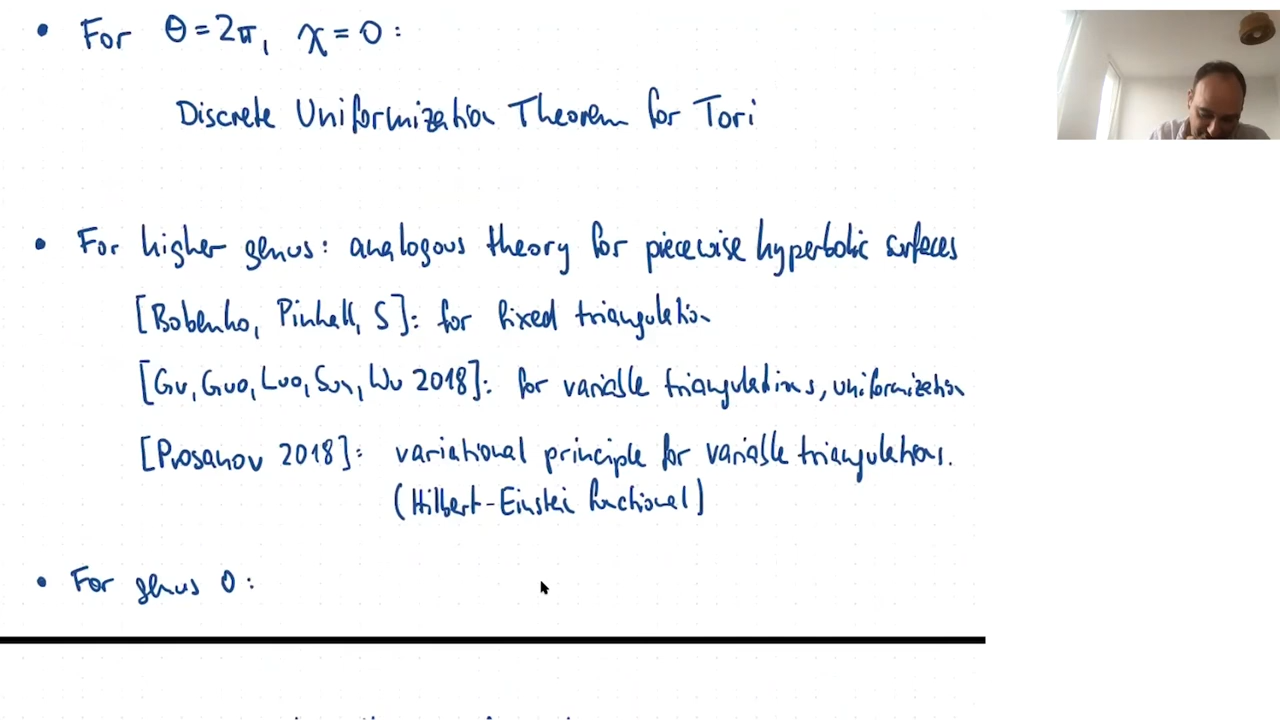 • For Θ = 2π, χ = 0 :
Discrete Uniformization Theorem for Tori
• For higher genus: analogous theory for piecewise hyperbolic surfaces
[Bobenko, Pinkall, S]: for fixed triangulation
[Gu, Guo, Luo, Sun, Wu 2018]: for variable triangulations, uniformization
[Prosanov 2018]: variational principle for variable triangulations.
(Hilbert-Einstein functional)
• For genus 0 :